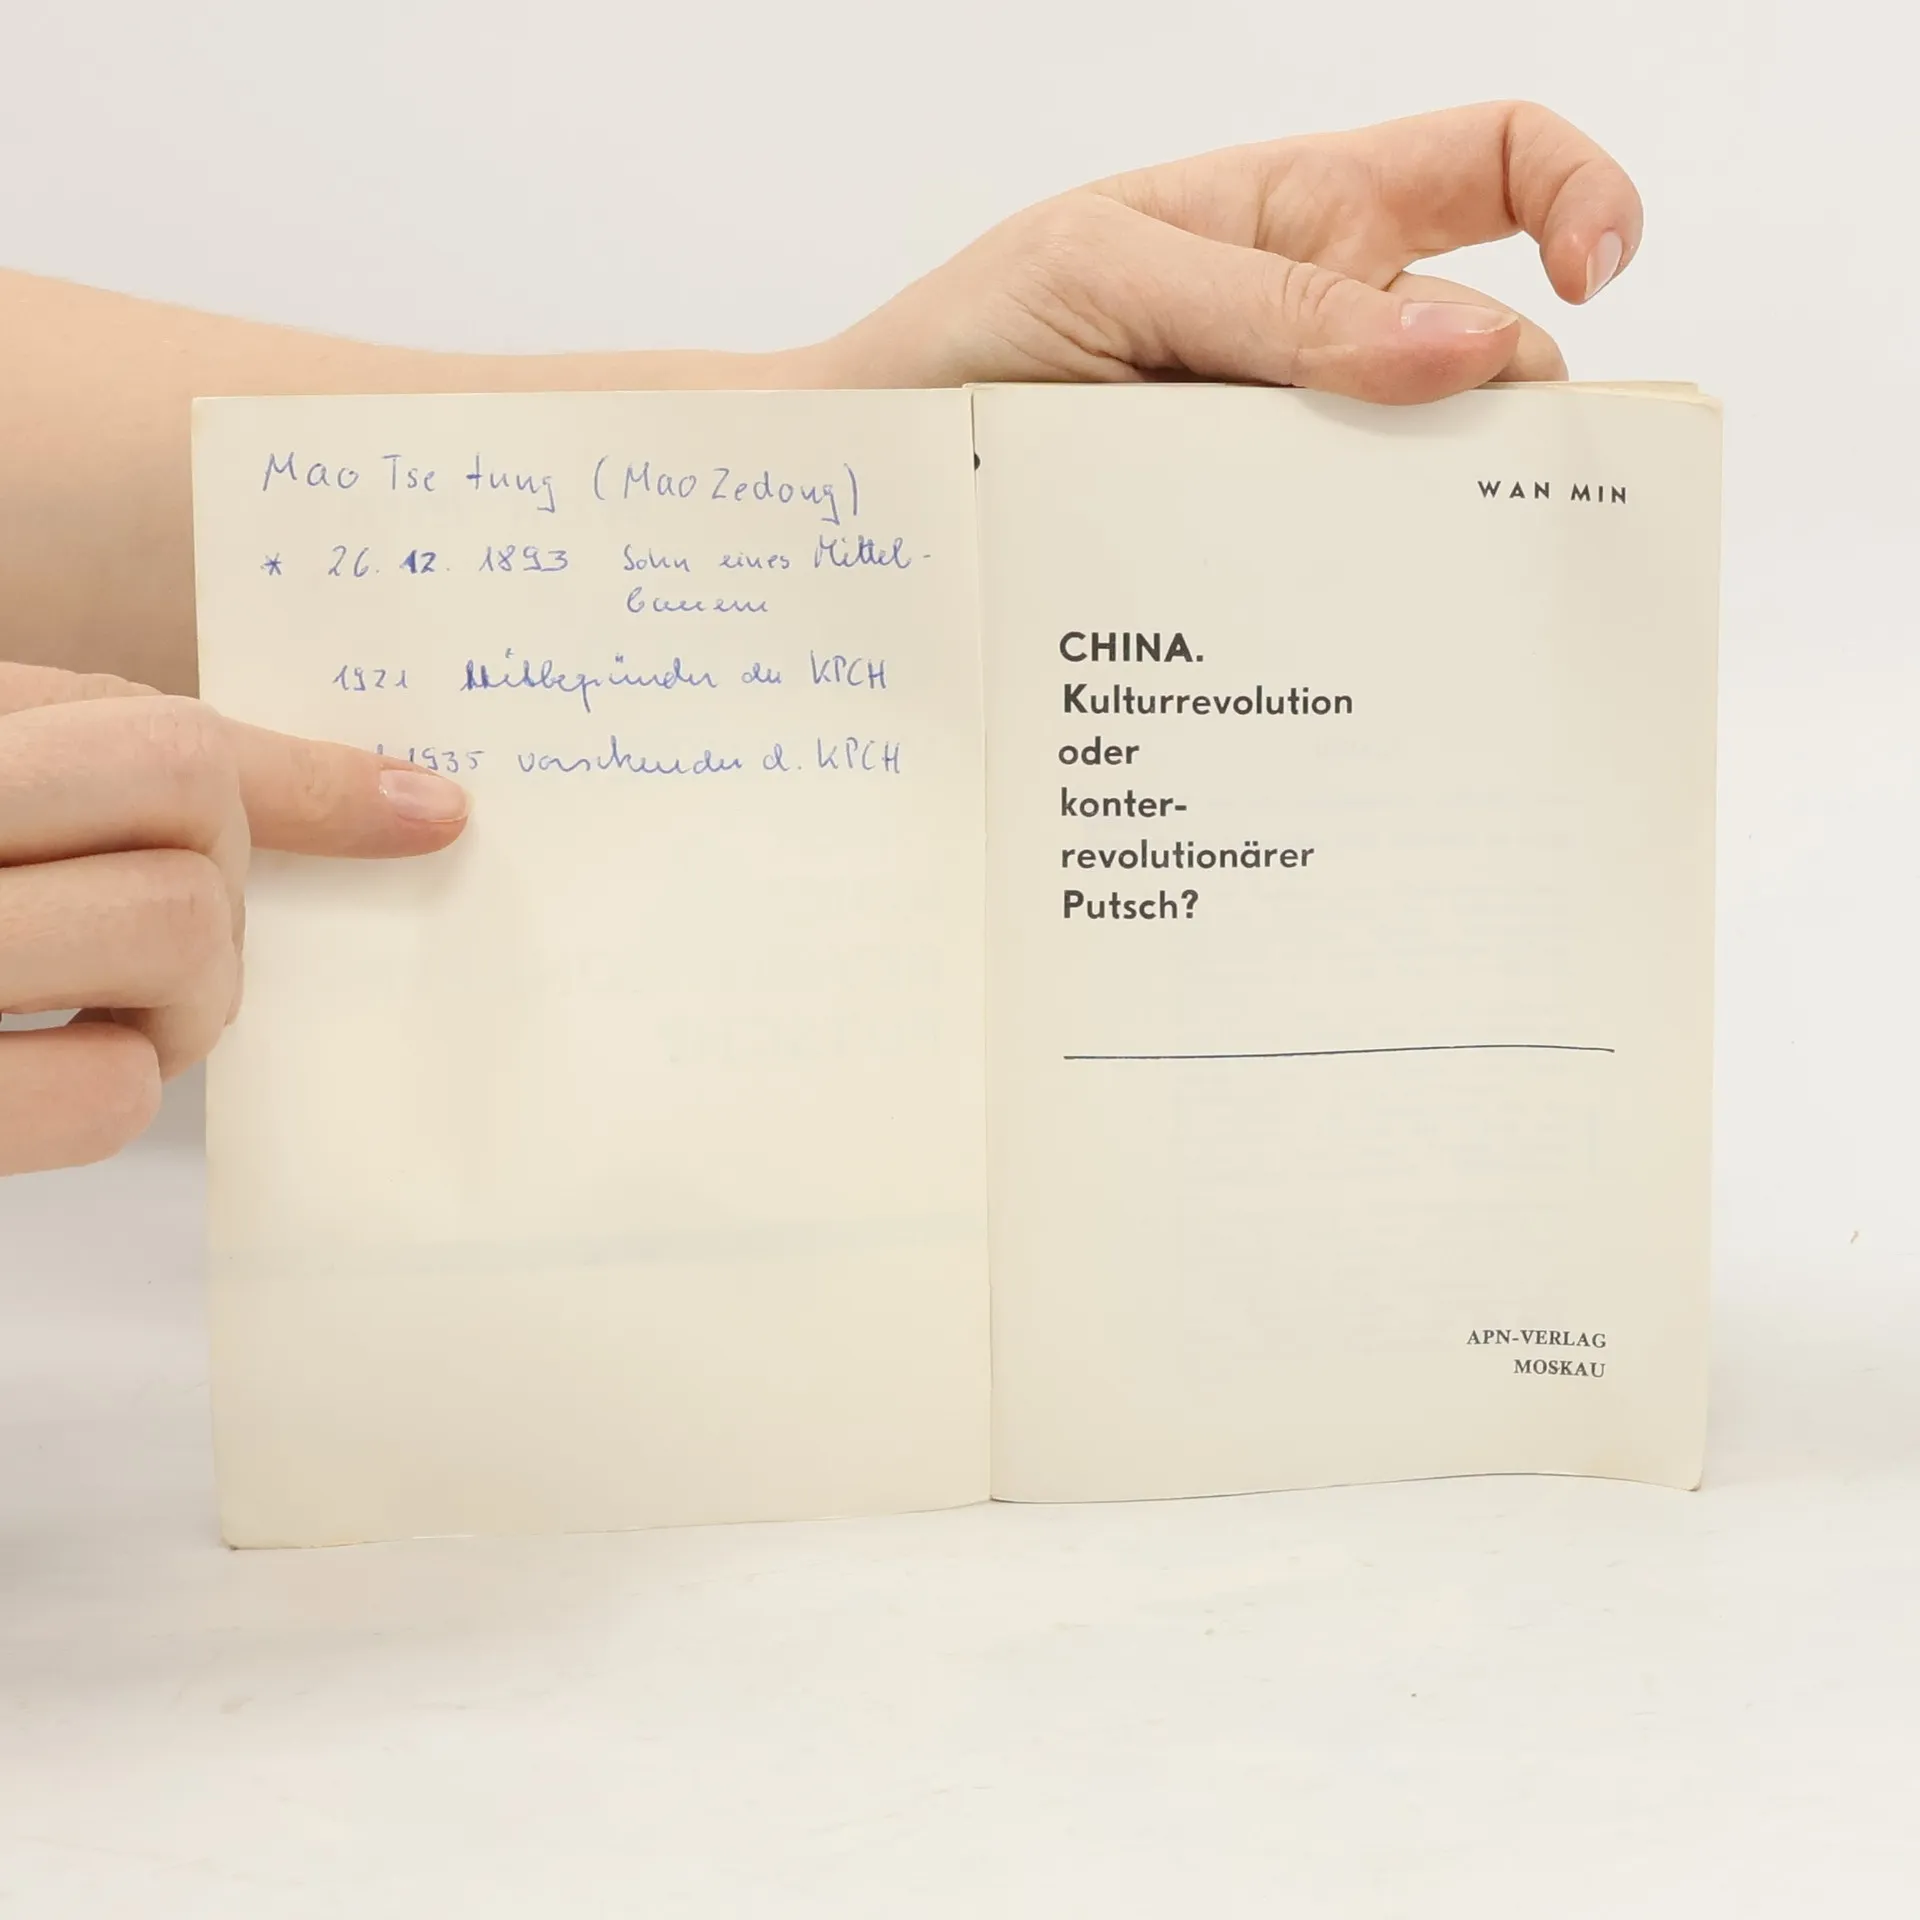 Mao Tse tung (Mao Zedong)
* 26. 12. 1893 Sohn eines Mittel-
bauern
1921 Mitbegründer der KPCH
1935 vorsitzender d. KPCH
WAN MIN
CHINA.
Kulturrevolution
oder
konter-
revolutionärer
Putsch?
APN-VERLAG
MOSKAU